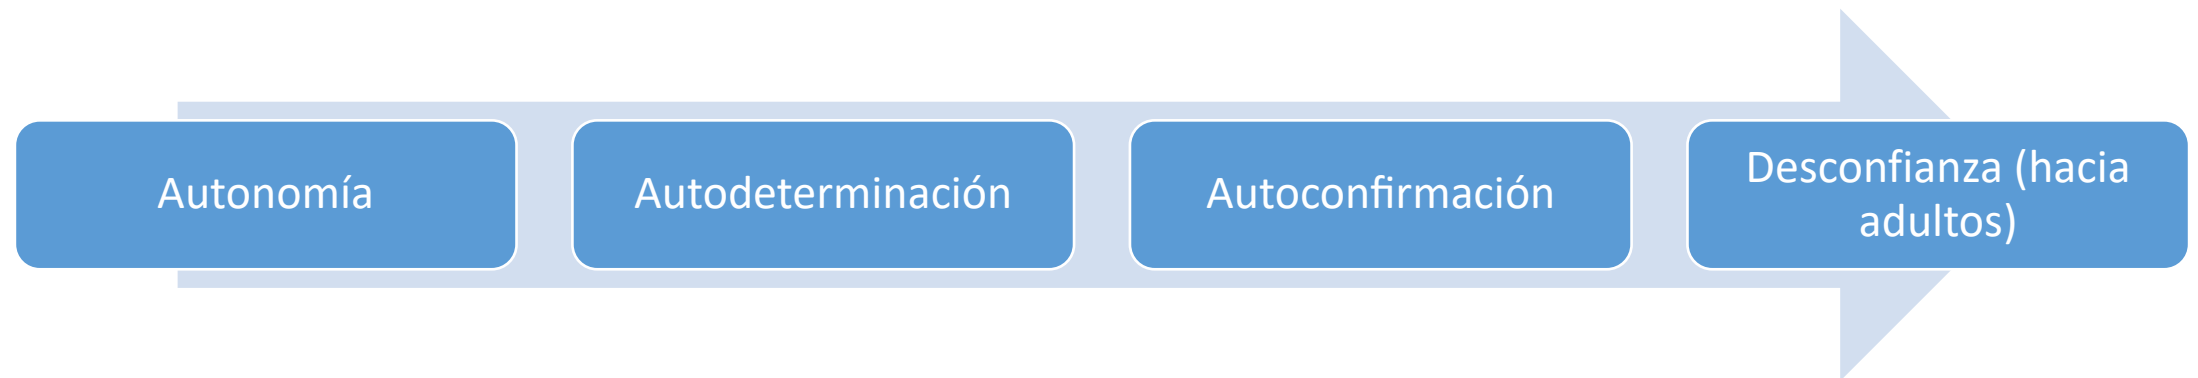 Autonomía
Autodeterminación
Autoconfirmación
Desconfianza (hacia
adultos)